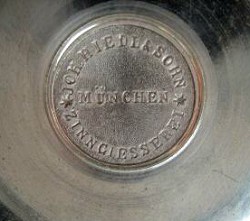 JOH. RIEDL & SOHN
MÜNCHEN
ZINNGIESSEREI